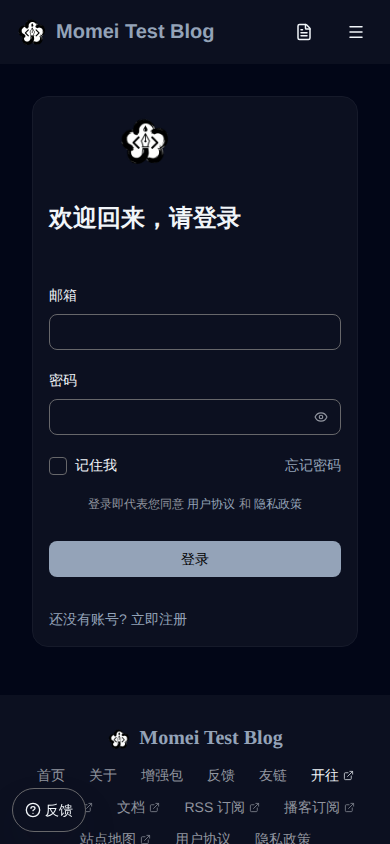 Momei Test Blog
欢迎回来，请登录
邮箱
密码
记住我 忘记密码
登录即代表您同意 用户协议 和 隐私政策
登录
还没有账号? 立即注册
Momei Test Blog
首页 关于 增强包 反馈 友链 开往
反馈 文档 RSS 订阅 播客订阅
站点地图 用户协议 隐私政策